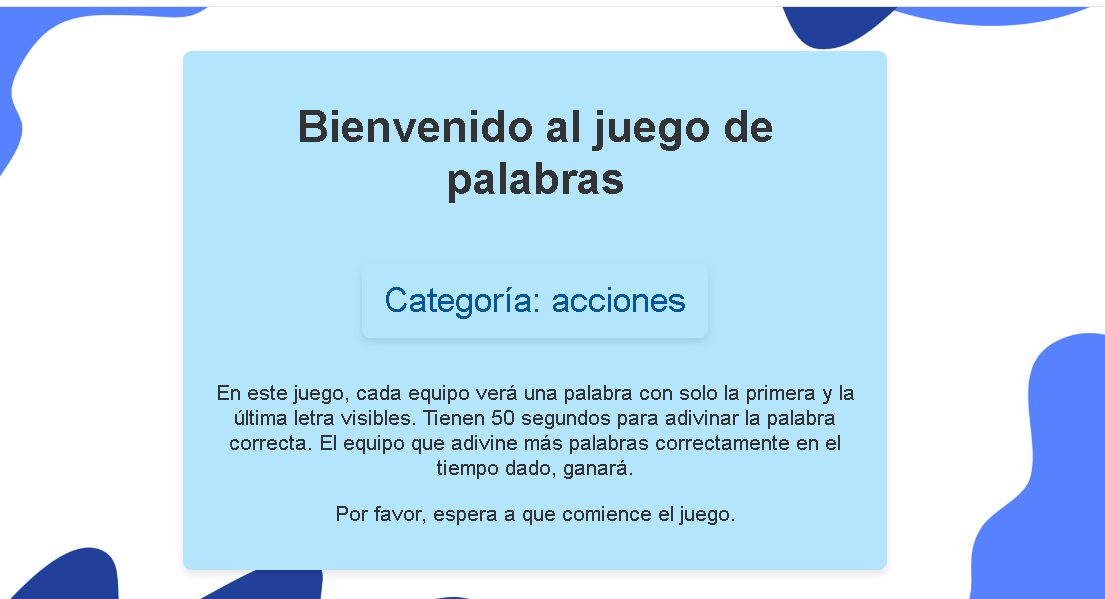 Bienvenido al juego de
palabras
Categoría: acciones
En este juego, cada equipo verá una palabra con solo la primera y la
última letra visibles. Tienen 50 segundos para adivinar la palabra
correcta. El equipo que adivine más palabras correctamente en el
tiempo dado, ganará.
Por favor, espera a que comience el juego.